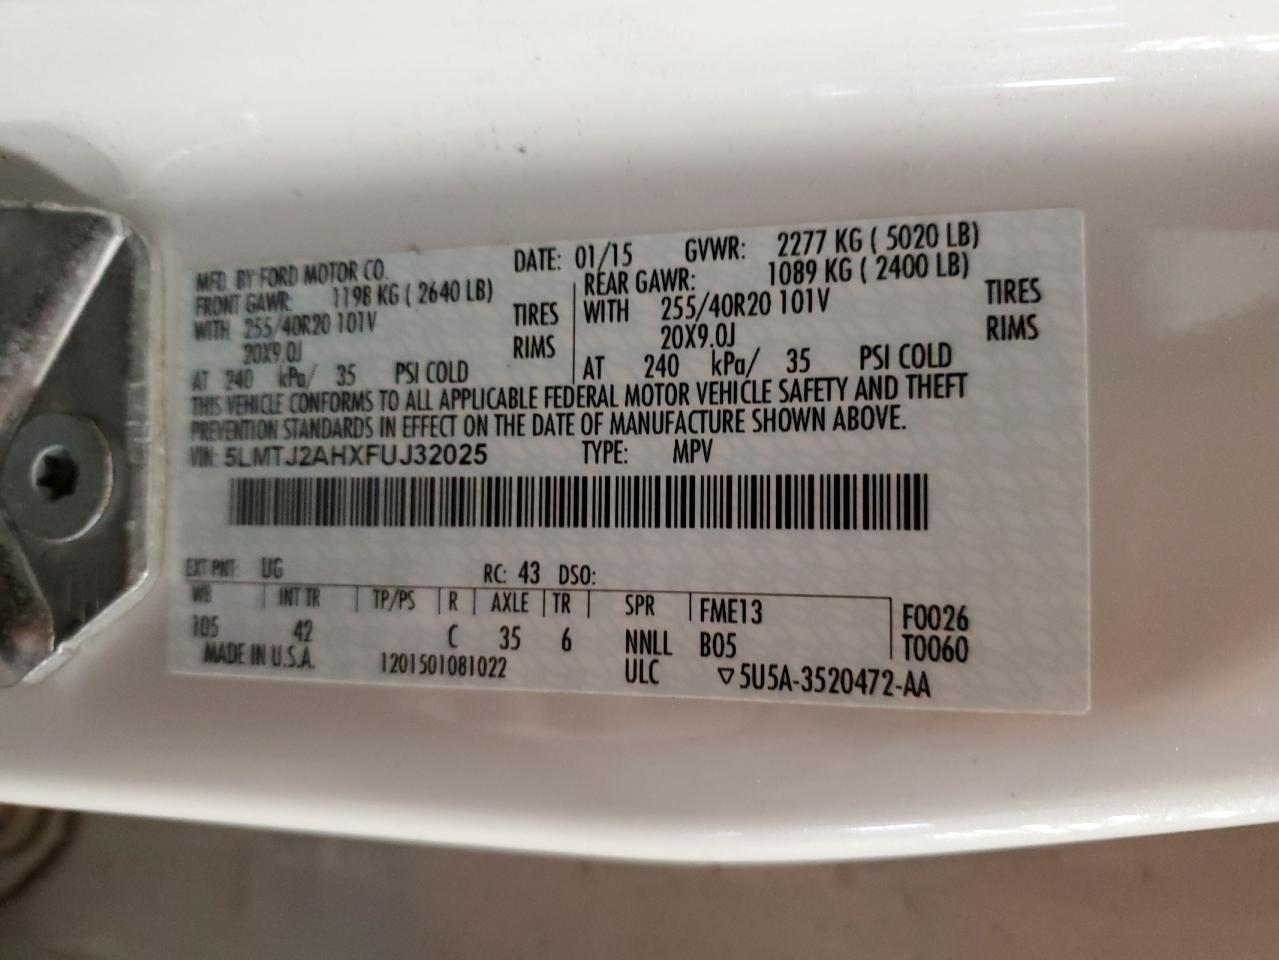 MFD. BY FORD MOTOR CO. DATE: 01/15 GVWR: 2277 KG ( 5020 LB)
FRONT GAWR: 1198 KG ( 2640 LB) REAR GAWR: 1089 KG ( 2400 LB)
WITH 255/40R20 101V TIRES WITH 255/40R20 101V TIRES
20X9.0J RIMS 20X9.0J RIMS
AT 240 kPa/ 35 PSI COLD AT 240 kPa/ 35 PSI COLD
THIS VEHICLE CONFORMS TO ALL APPLICABLE FEDERAL MOTOR VEHICLE SAFETY AND THEFT
PREVENTION STANDARDS IN EFFECT ON THE DATE OF MANUFACTURE SHOWN ABOVE.
VIN: 5LMTJ2AHXFUJ32025 TYPE: MPV
EXT PNT: UG RC: 43 DSO:
WB INT TR TP/PS R AXLE TR SPR FME13 F0026
105 42 C 35 6 NNLL B05 T0060
MADE IN U.S.A. 1201501081022 ULC ▽5U5A-3520472-AA